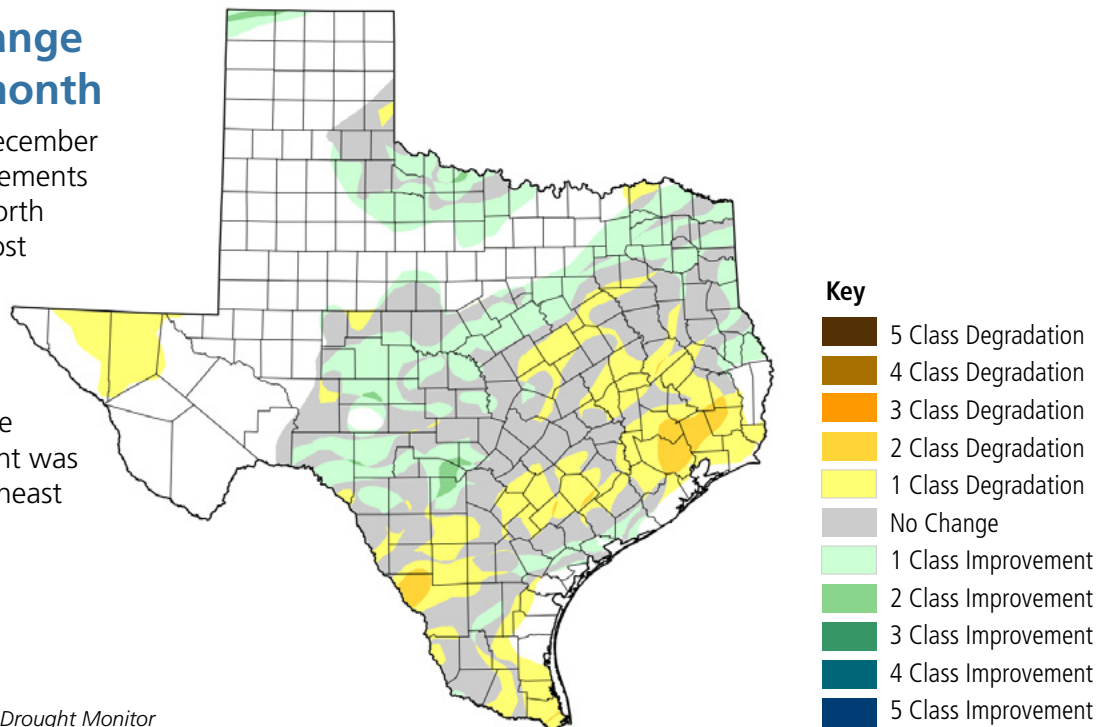 ange
month
ecember
ements
orth
ost
e
nt was
heast
Drought Monitor
Key
5 Class Degradation
4 Class Degradation
3 Class Degradation
2 Class Degradation
1 Class Degradation
No Change
1 Class Improvement
2 Class Improvement
3 Class Improvement
4 Class Improvement
5 Class Improvement